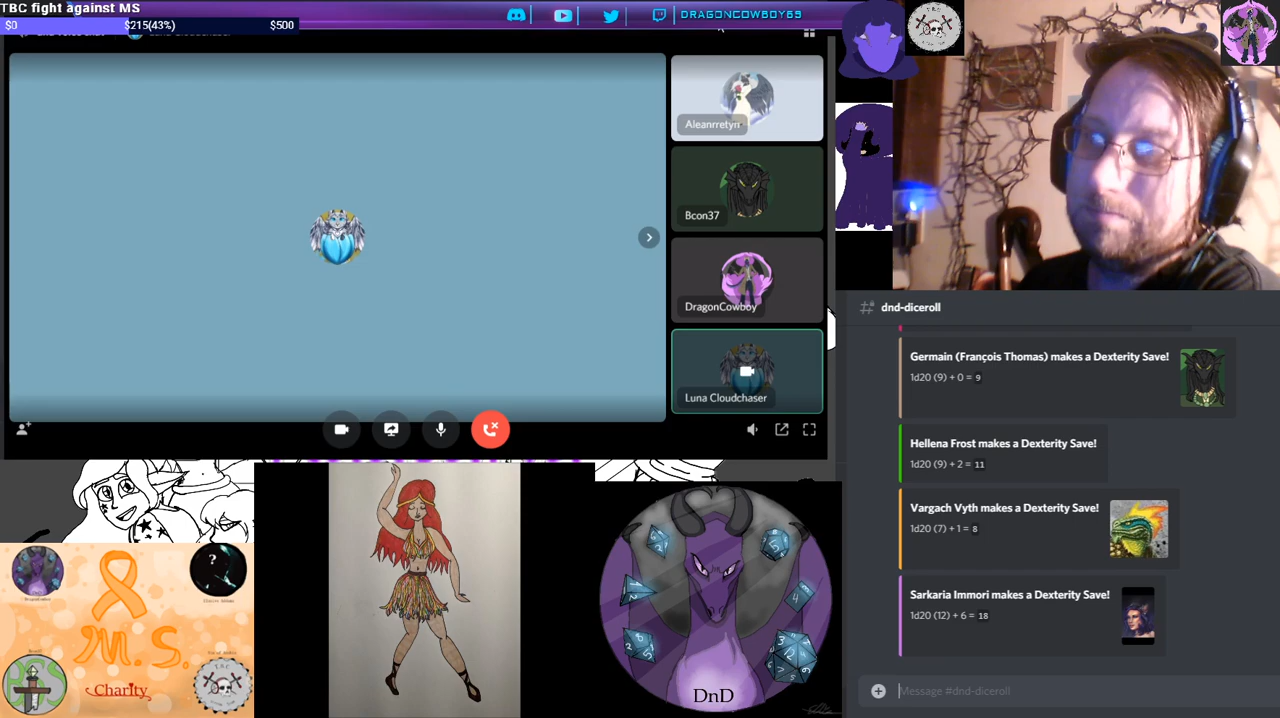 TBC fight against MS
$0
$215(43%)
$500
DRAGONCOWBOY69
Aleanrretyn
Bcon37
DragonCowboy
Luna Cloudchaser
dnd-diceroll
Germain (François Thomas) makes a Dexterity Save!
1d20 (9) + 0 = 9
Hellena Frost makes a Dexterity Save!
1d20 (9) + 2 = 11
Vargach Vyth makes a Dexterity Save!
1d20 (7) + 1 = 8
Sarkaria Immori makes a Dexterity Save!
1d20 (12) + 6 = 18
Message #dnd-diceroll
?
M.S.
Charity
TBC
DnD